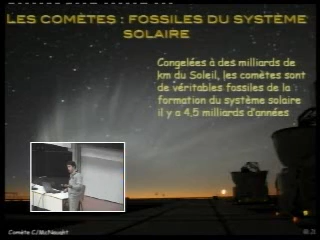 LES COMÈTES : FOSSILES DU SYSTÈME
SOLAIRE
Congelées à des milliards de
km du Soleil, les comètes sont
de véritables fossiles de la
formation du système solaire
il y a 4,5 milliards d'années
Comète C/McNaught